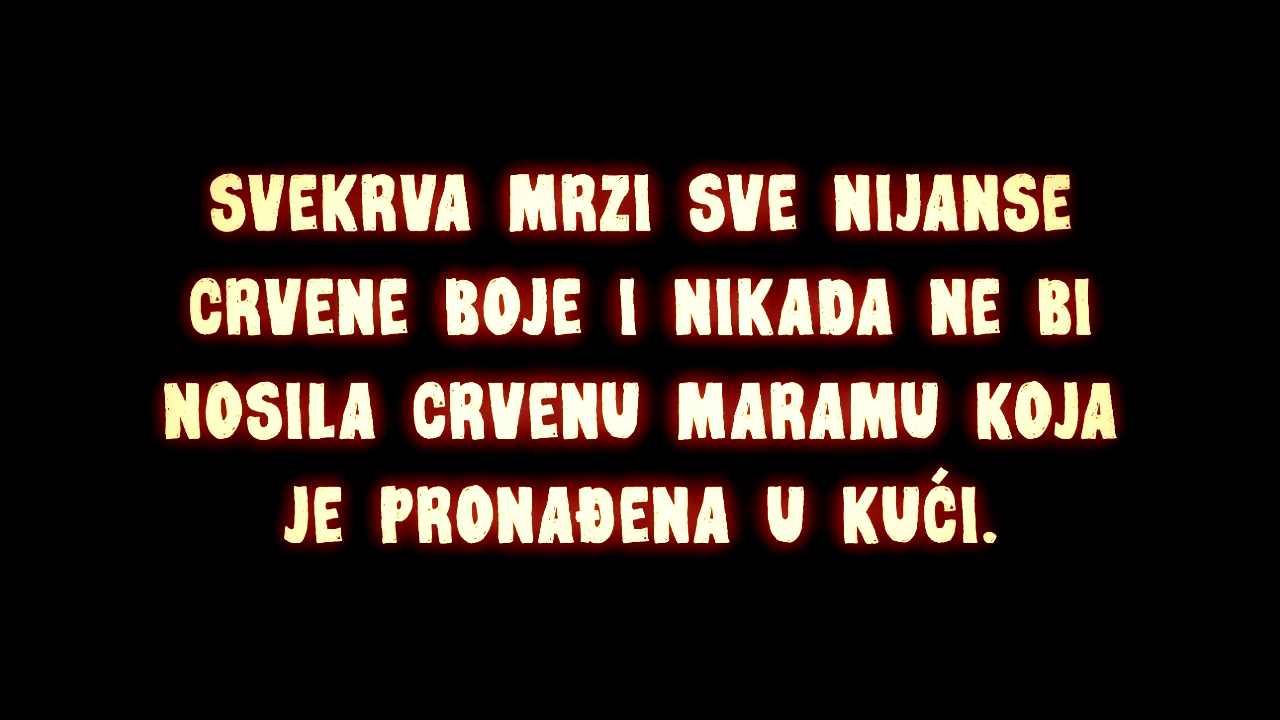 SVEKRVA MRZI SVE NIJANSE
CRVENE BOJE I NIKADA NE BI
NOSILA CRVENU MARAMU KOJA
JE PRONAĐENA U KUĆI.